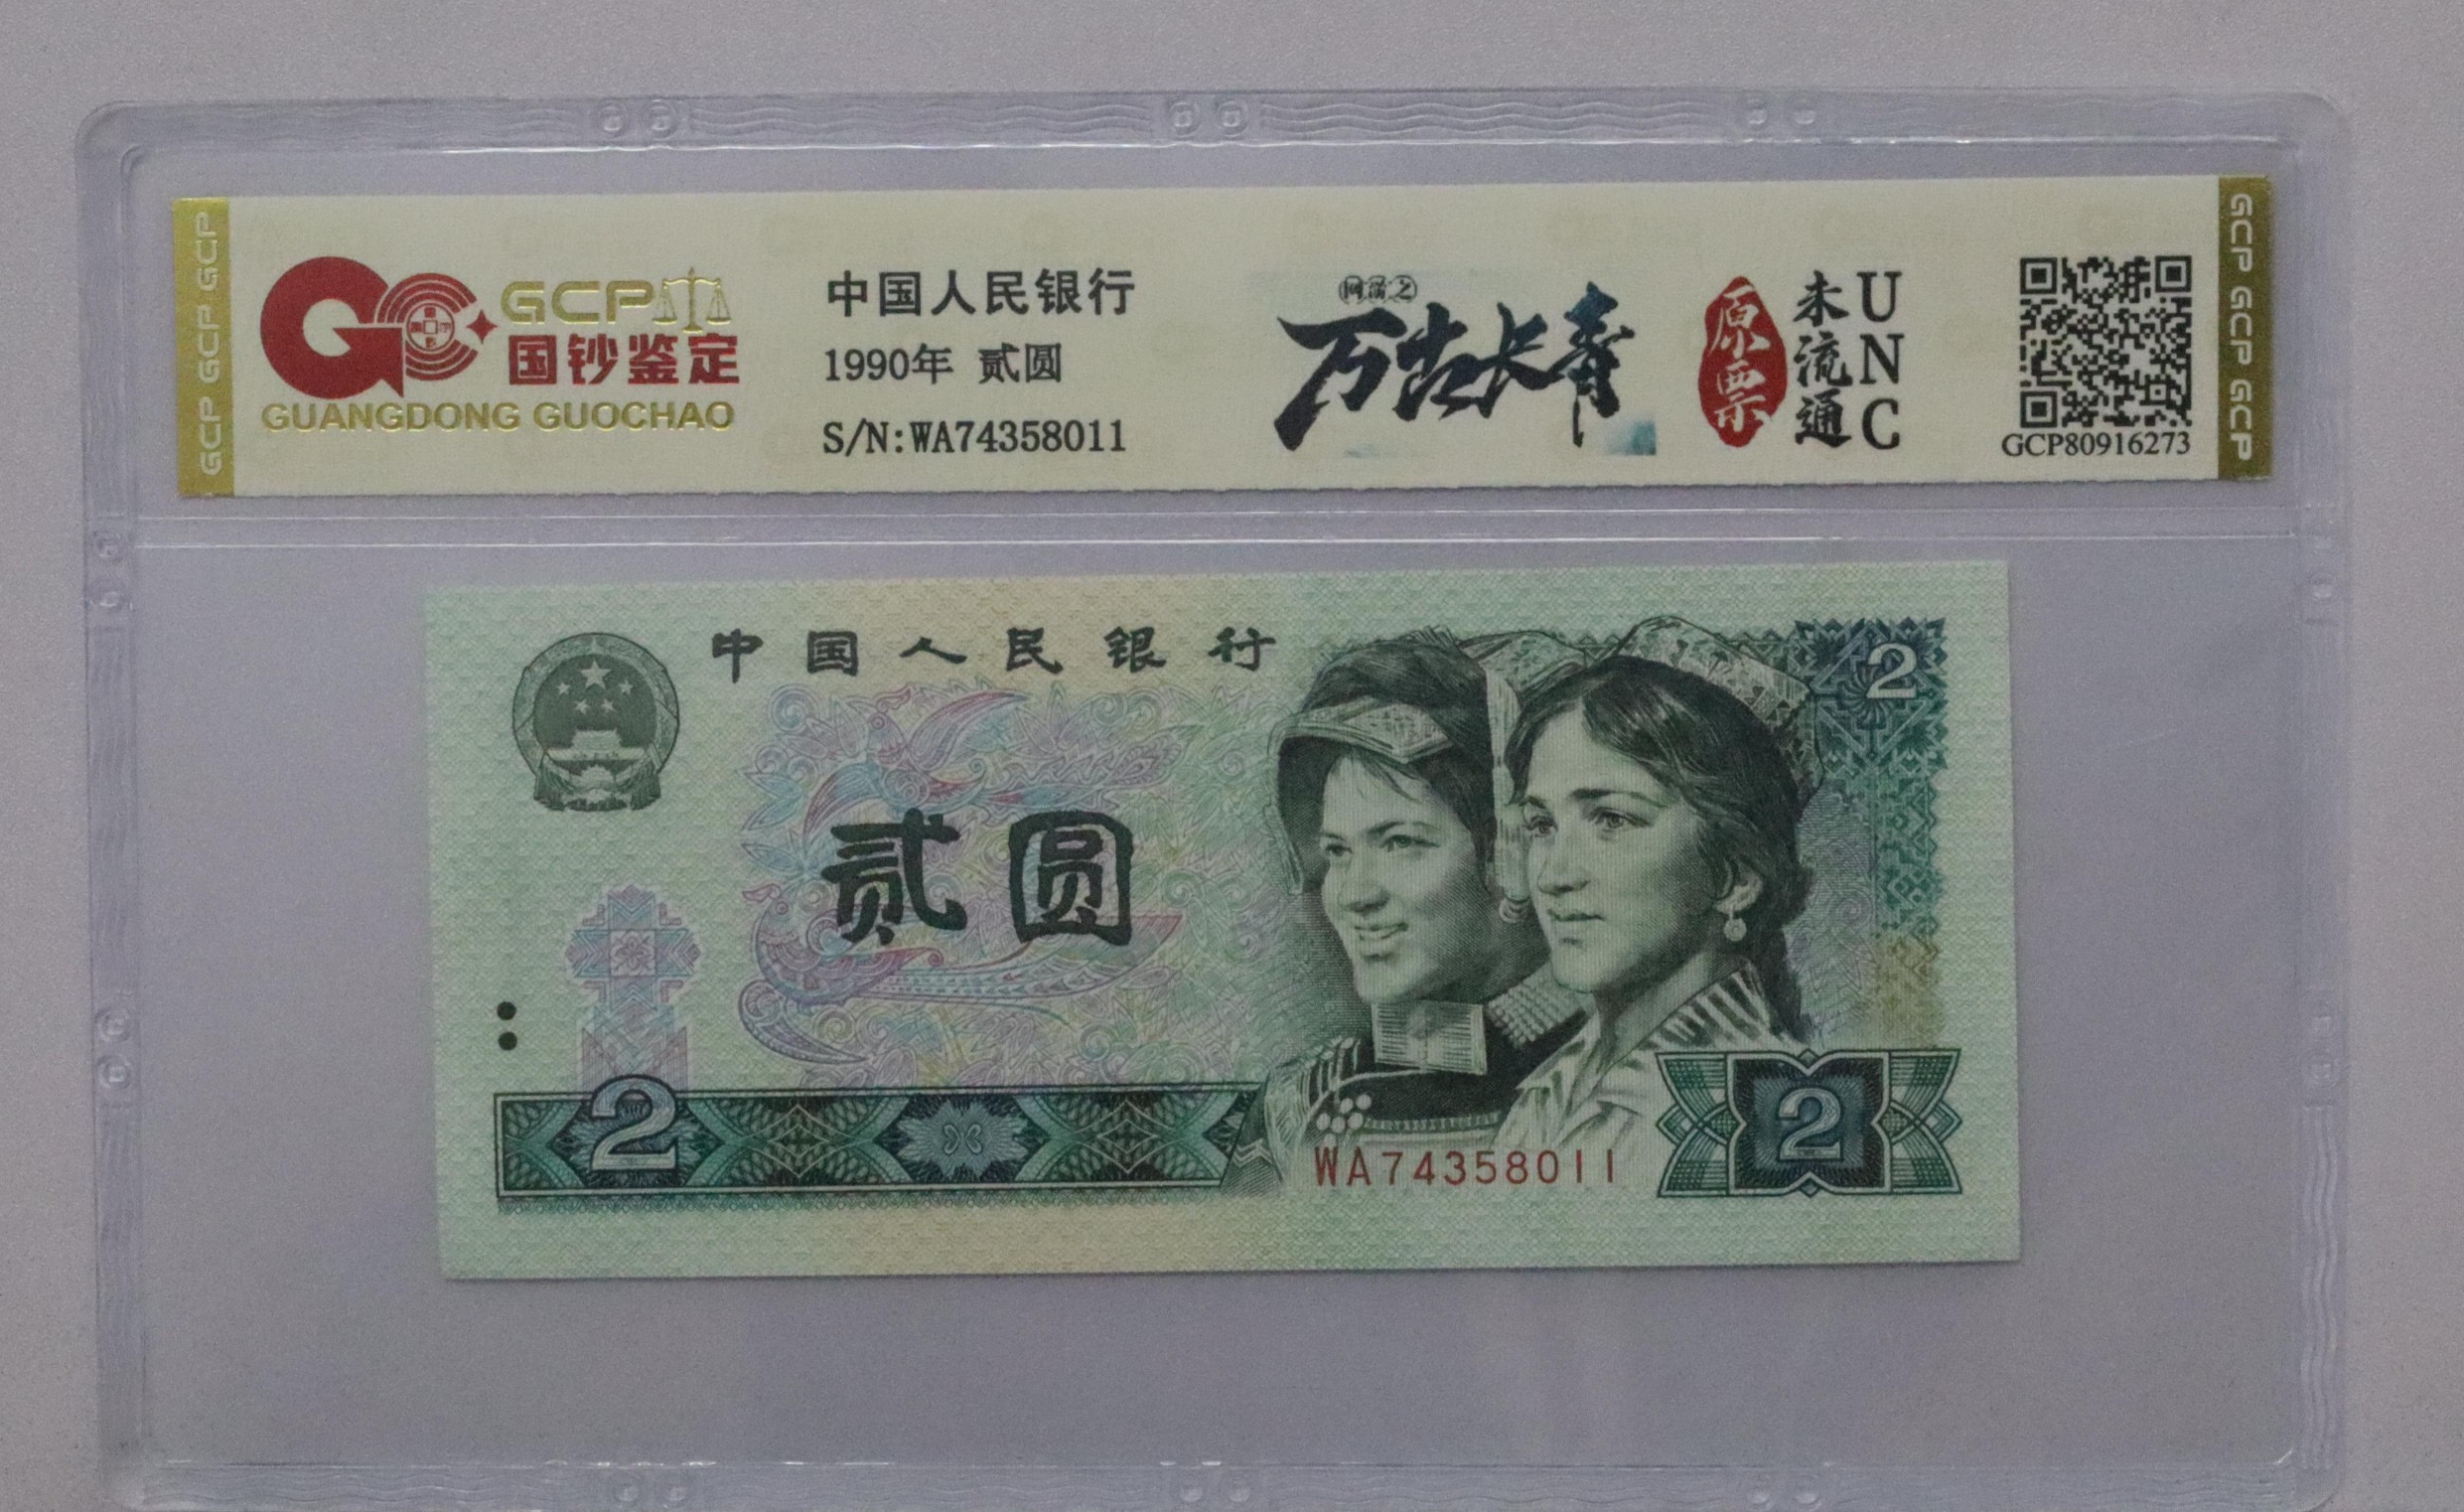 GCP GCP GCP
GCP
国钞鉴定
GUANGDONG GUOCHAO
中国人民银行
1990年 贰圆
S/N:WA74358011
万古长青
原票
未流通
UNC
GCP80916273
GCP GCP GCP
中国人民银行
2
贰圆
2
WA74358011
2